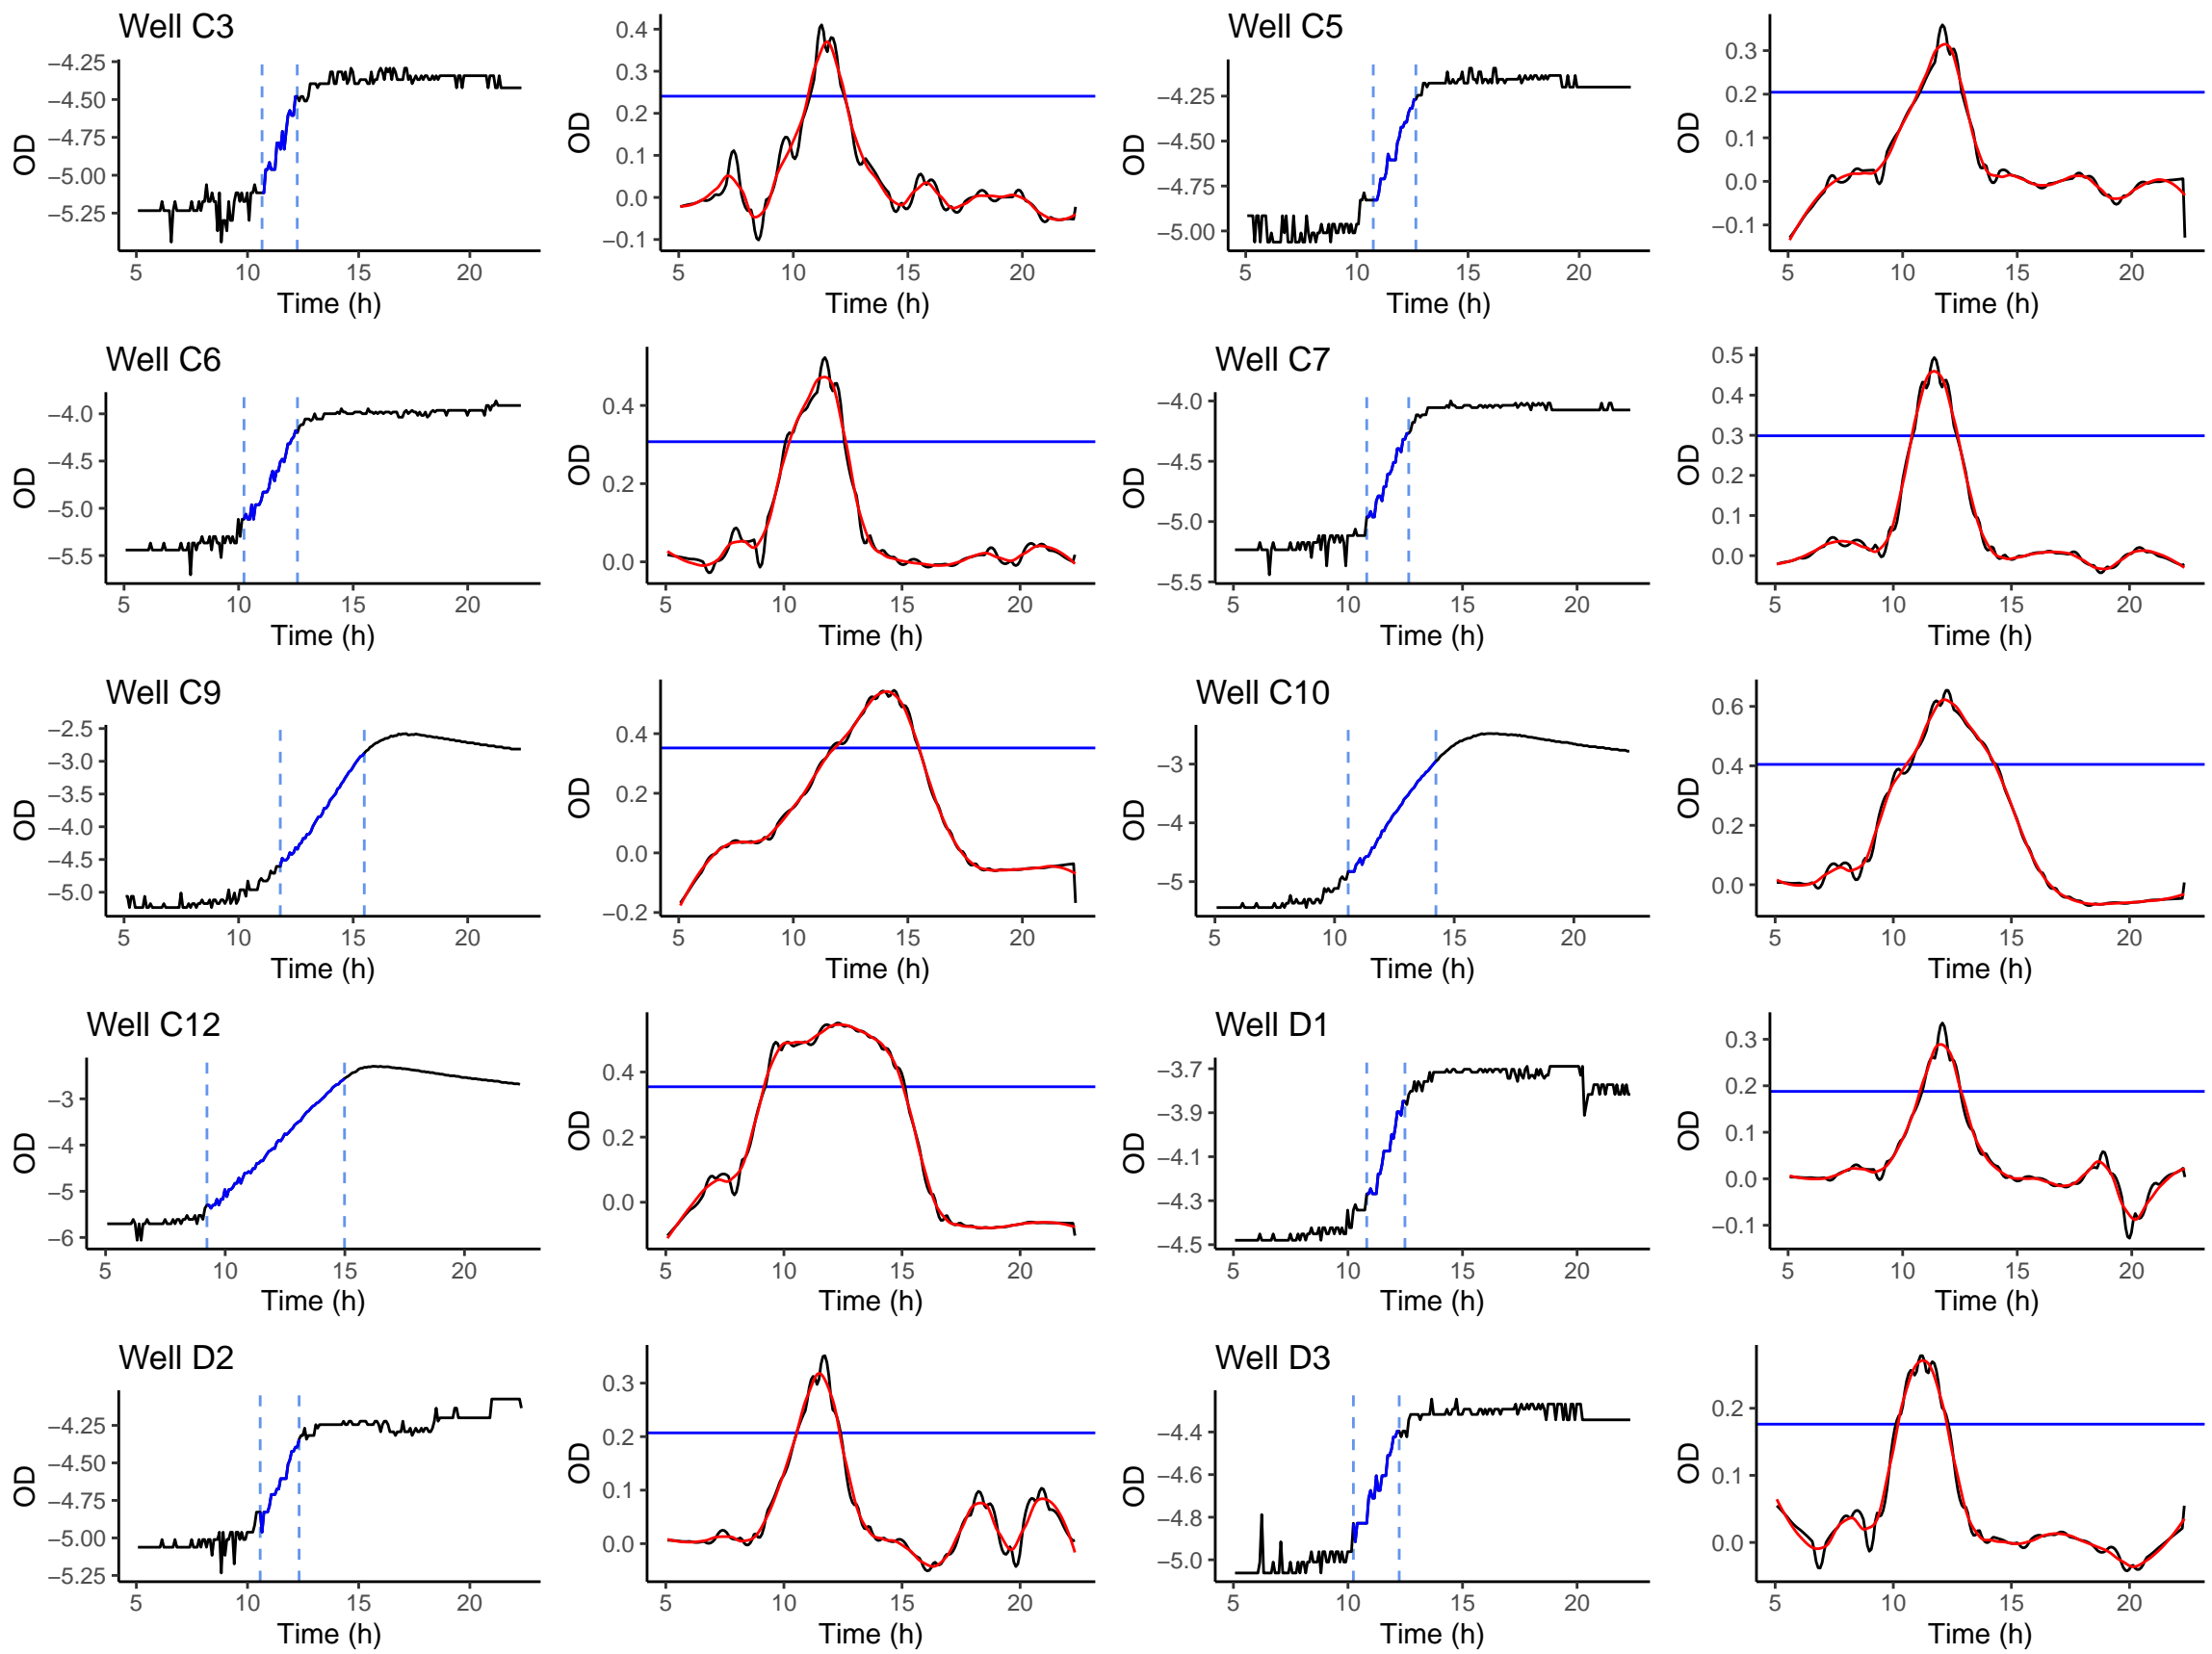 Well C3
−4.25
−4.50
−4.75
−5.00
−5.25
OD
5 10 15 20
Time (h)
0.4
0.3
0.2
0.1
0.0
−0.1
OD
5 10 15 20
Time (h)
Well C5
−4.25
−4.50
−4.75
−5.00
OD
5 10 15 20
Time (h)
0.3
0.2
0.1
0.0
−0.1
OD
5 10 15 20
Time (h)
Well C6
−4.0
−4.5
−5.0
−5.5
OD
5 10 15 20
Time (h)
0.4
0.2
0.0
OD
5 10 15 20
Time (h)
Well C7
−4.0
−4.5
−5.0
−5.5
OD
5 10 15 20
Time (h)
0.5
0.4
0.3
0.2
0.1
0.0
OD
5 10 15 20
Time (h)
Well C9
−2.5
−3.0
−3.5
−4.0
−4.5
−5.0
OD
5 10 15 20
Time (h)
0.4
0.2
0.0
−0.2
OD
5 10 15 20
Time (h)
Well C10
−3
−4
−5
OD
5 10 15 20
Time (h)
0.6
0.4
0.2
0.0
OD
5 10 15 20
Time (h)
Well C12
−3
−4
−5
−6
OD
5 10 15 20
Time (h)
0.4
0.2
0.0
OD
5 10 15 20
Time (h)
Well D1
−3.7
−3.9
−4.1
−4.3
−4.5
OD
5 10 15 20
Time (h)
0.3
0.2
0.1
0.0
−0.1
OD
5 10 15 20
Time (h)
Well D2
−4.25
−4.50
−4.75
−5.00
−5.25
OD
5 10 15 20
Time (h)
0.3
0.2
0.1
0.0
OD
5 10 15 20
Time (h)
Well D3
−4.4
−4.6
−4.8
−5.0
OD
5 10 15 20
Time (h)
0.2
0.1
0.0
OD
5 10 15 20
Time (h)